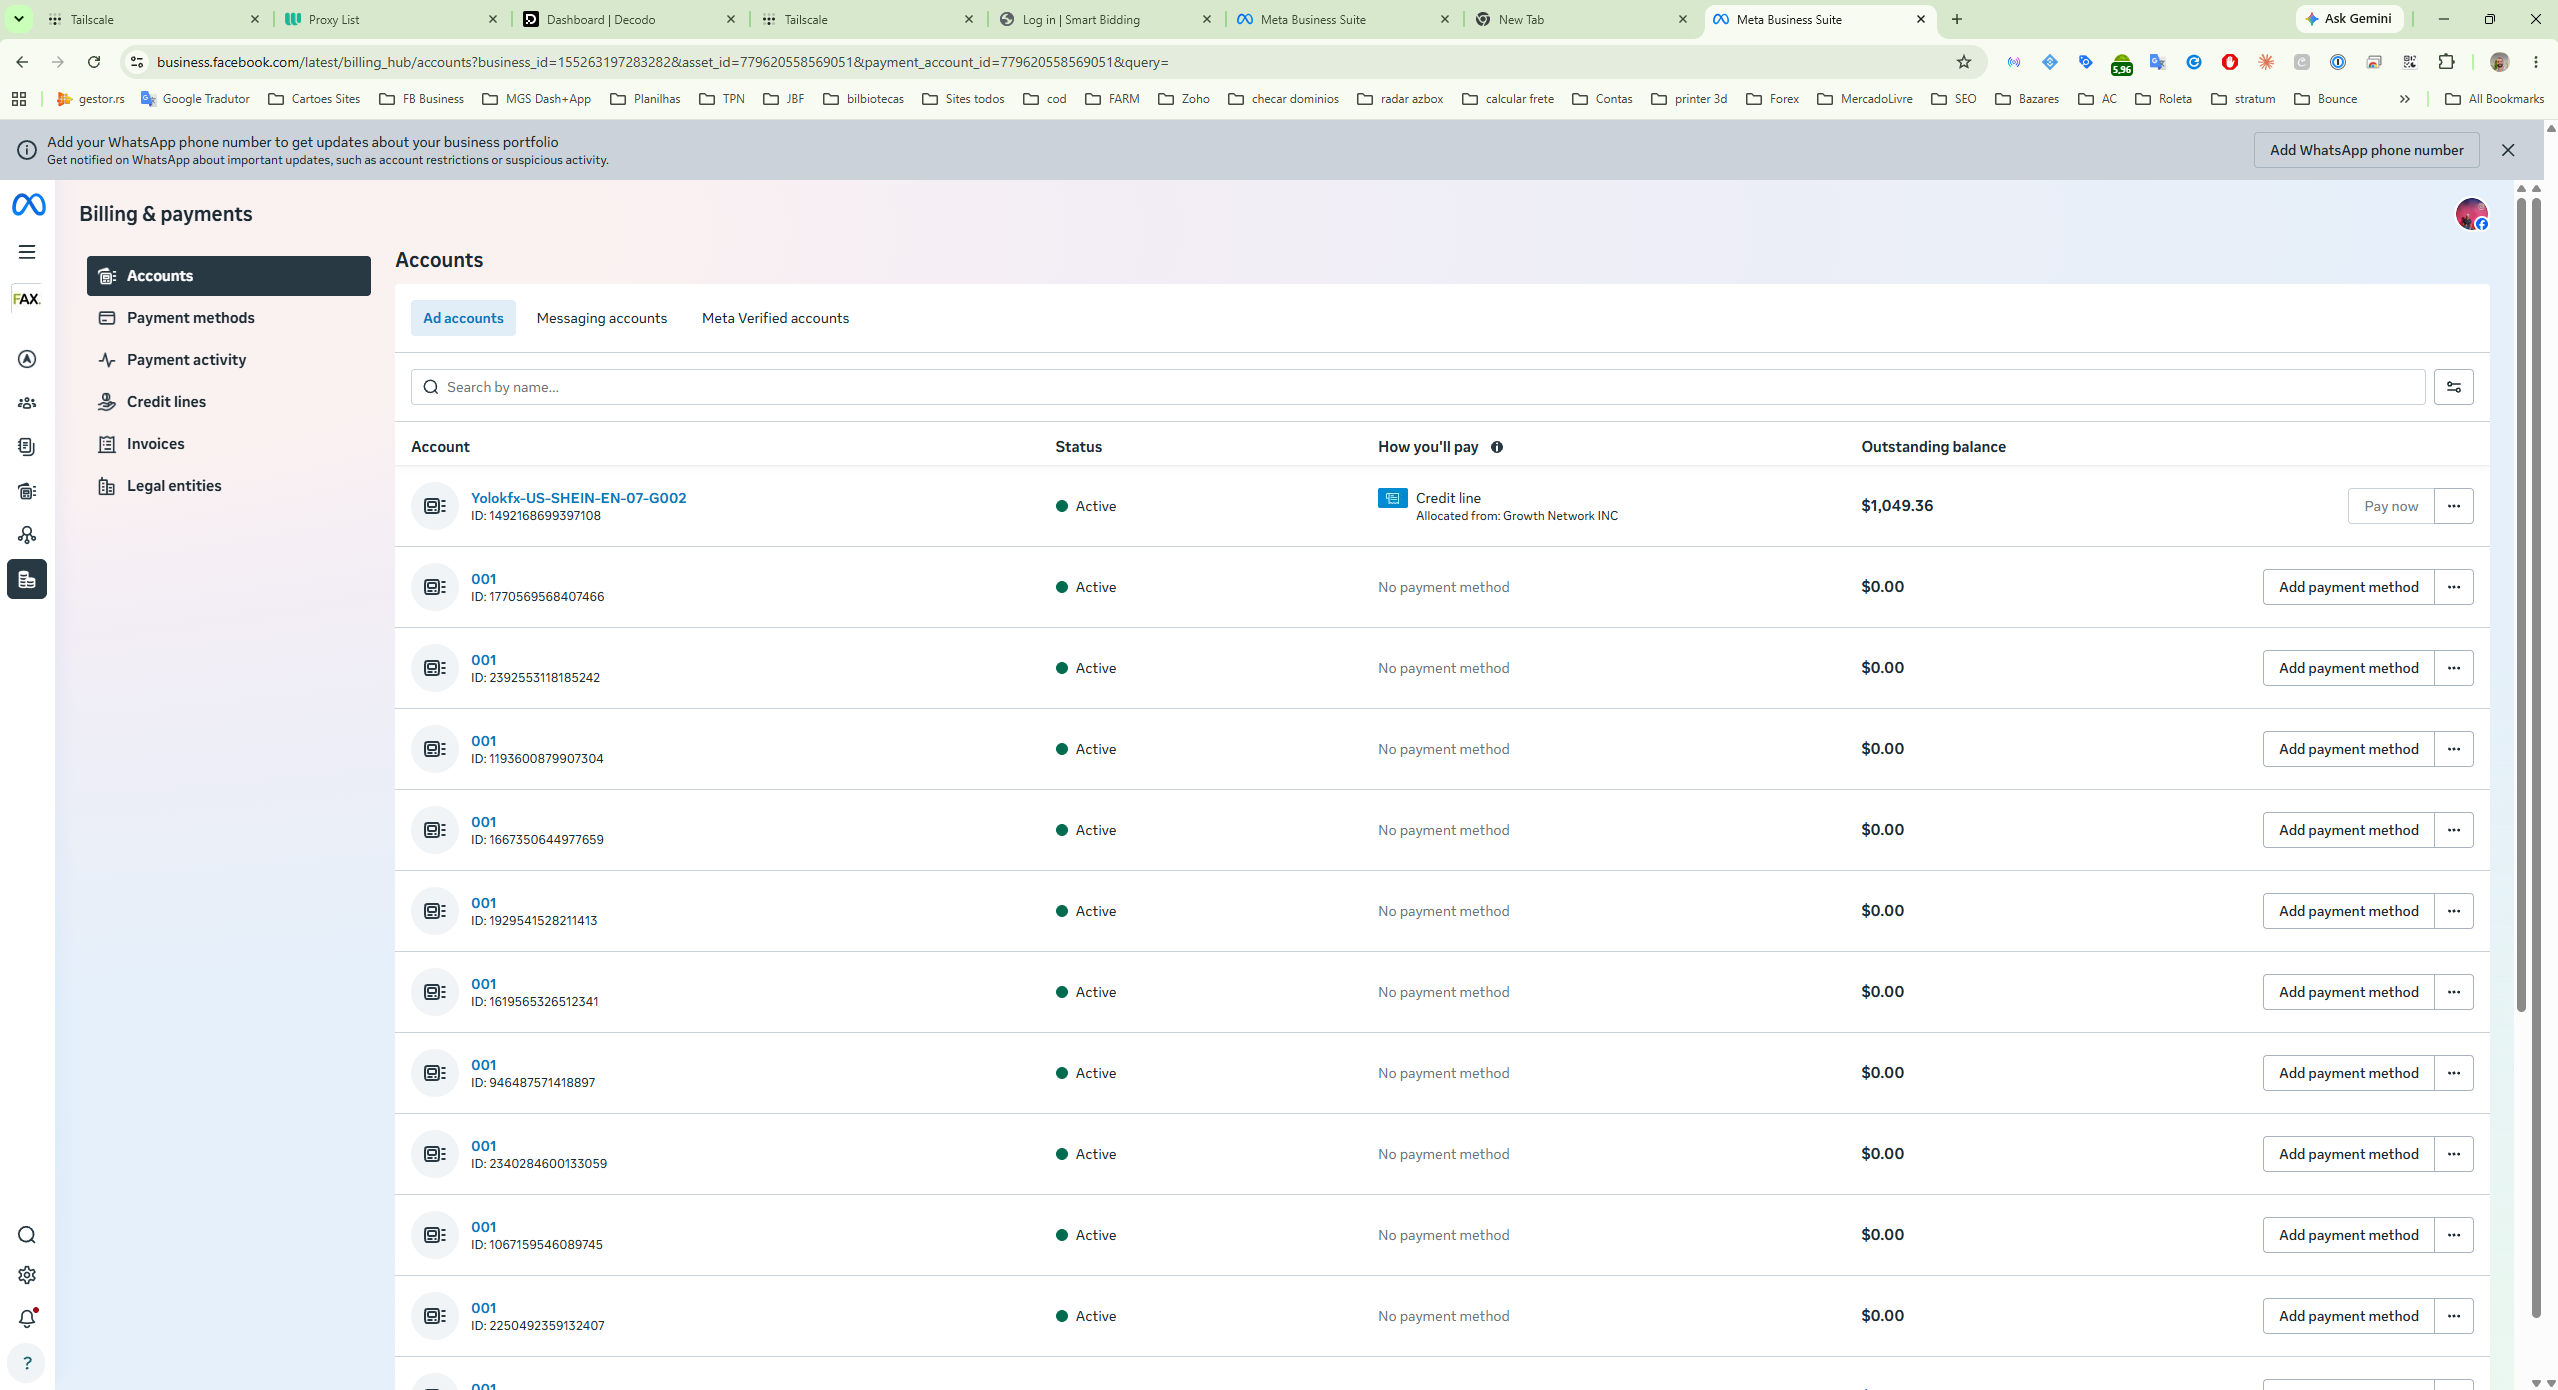 Tailscale
Proxy List
Dashboard | Decodo
Tailscale
Log in | Smart Bidding
Meta Business Suite
New Tab
Meta Business Suite
Ask Gemini
business.facebook.com/latest/billing_hub/accounts?business_id=155263197283282&asset_id=779620558569051&payment_account_id=779620558569051&query=
5,96
gestor.rs
Google Tradutor
Cartoes Sites
FB Business
MGS Dash+App
Planilhas
TPN
JBF
bilbiotecas
Sites todos
cod
FARM
Zoho
checar dominios
radar azbox
calcular frete
Contas
printer 3d
Forex
MercadoLivre
SEO
Bazares
AC
Roleta
stratum
Bounce
All Bookmarks
Add your WhatsApp phone number to get updates about your business portfolio
Get notified on WhatsApp about important updates, such as account restrictions or suspicious activity.
Add WhatsApp phone number
Billing & payments
FAX.
Accounts
Payment methods
Payment activity
Credit lines
Invoices
Legal entities
Accounts
Ad accounts
Messaging accounts
Meta Verified accounts
Search by name...
Account
Status
How you'll pay
Outstanding balance
Yolokfx-US-SHEIN-EN-07-G002
ID: 1492168699397108
Active
Credit line
Allocated from: Growth Network INC
$1,049.36
Pay now
001
ID: 1770569568407466
Active
No payment method
$0.00
Add payment method
001
ID: 2392553118185242
Active
No payment method
$0.00
Add payment method
001
ID: 1193600879907304
Active
No payment method
$0.00
Add payment method
001
ID: 1667350644977659
Active
No payment method
$0.00
Add payment method
001
ID: 1929541528211413
Active
No payment method
$0.00
Add payment method
001
ID: 1619565326512341
Active
No payment method
$0.00
Add payment method
001
ID: 946487571418897
Active
No payment method
$0.00
Add payment method
001
ID: 2340284600133059
Active
No payment method
$0.00
Add payment method
001
ID: 1067159546089745
Active
No payment method
$0.00
Add payment method
001
ID: 2250492359132407
Active
No payment method
$0.00
Add payment method
001